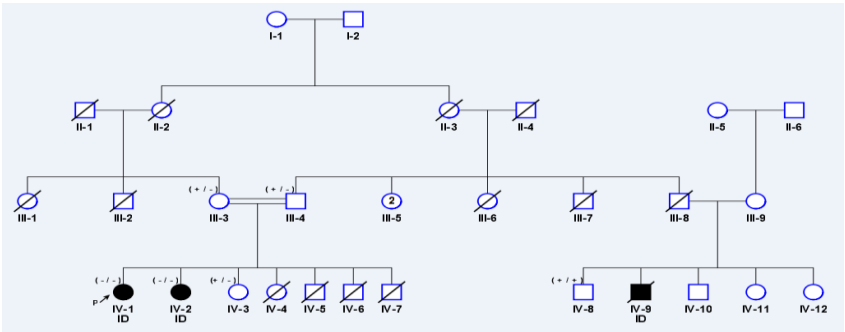 I-1 I-2
II-1 II-2 II-3 II-4 II-5 II-6
(+/-) (+/-)
2
III-1 III-2 III-3 III-4 III-5 III-6 III-7 III-8 III-9
(-/-) (-/-) (+/-) (+/+)
P
IV-1 IV-2 IV-3 IV-4 IV-5 IV-6 IV-7 IV-8 IV-9 IV-10 IV-11 IV-12
ID ID ID